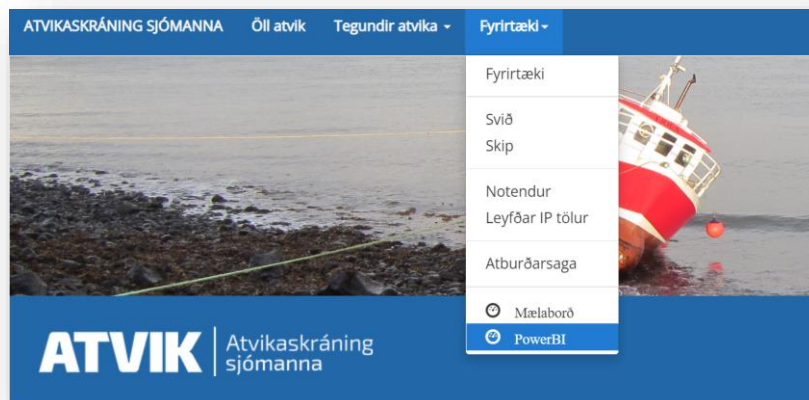 ATVIKASKRÁNING SJÓMANNA Öll atvik Tegundir atvika Fyrirtæki
Fyrirtæki
Svið
Skip
Notendur
Leyfðar IP tölur
Atburðarsaga
Mælaborð
PowerBI
ATVIK
Atvikaskráning
sjómanna